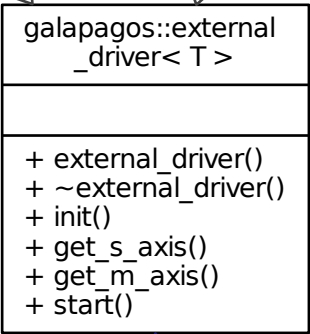 galapagos::external
_driver< T >
+ external_driver()
+ ~external_driver()
+ init()
+ get_s_axis()
+ get_m_axis()
+ start()